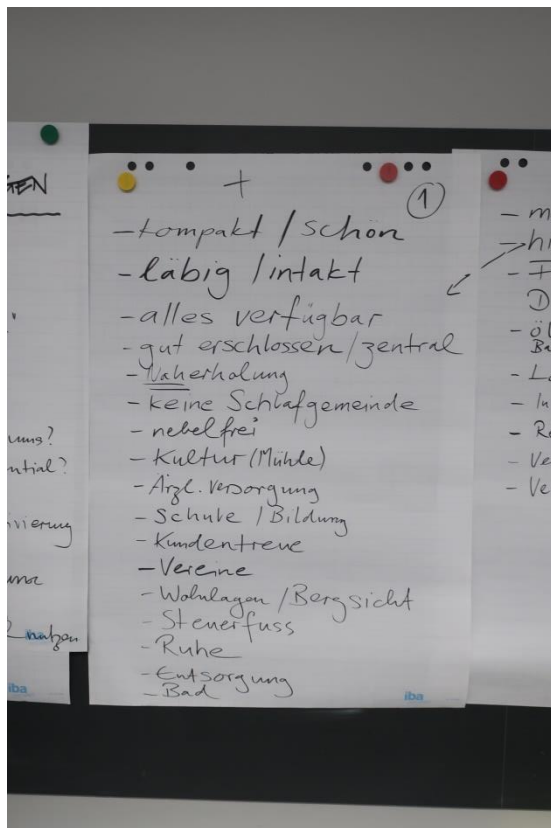 +
1
- kompakt / schön
- läbig / intakt
- alles verfügbar
- gut erschlossen / zentral
- Naherholung
- keine Schlafgemeinde
- nebelfrei
- Kultur (Mühle)
- Ärztl. Versorgung
- Schule / Bildung
- Kundentreue
- Vereine
- Wohnlagen / Bergsicht
- Steuerfuss
- Ruhe
- Entsorgung
- Bad
iba
iba